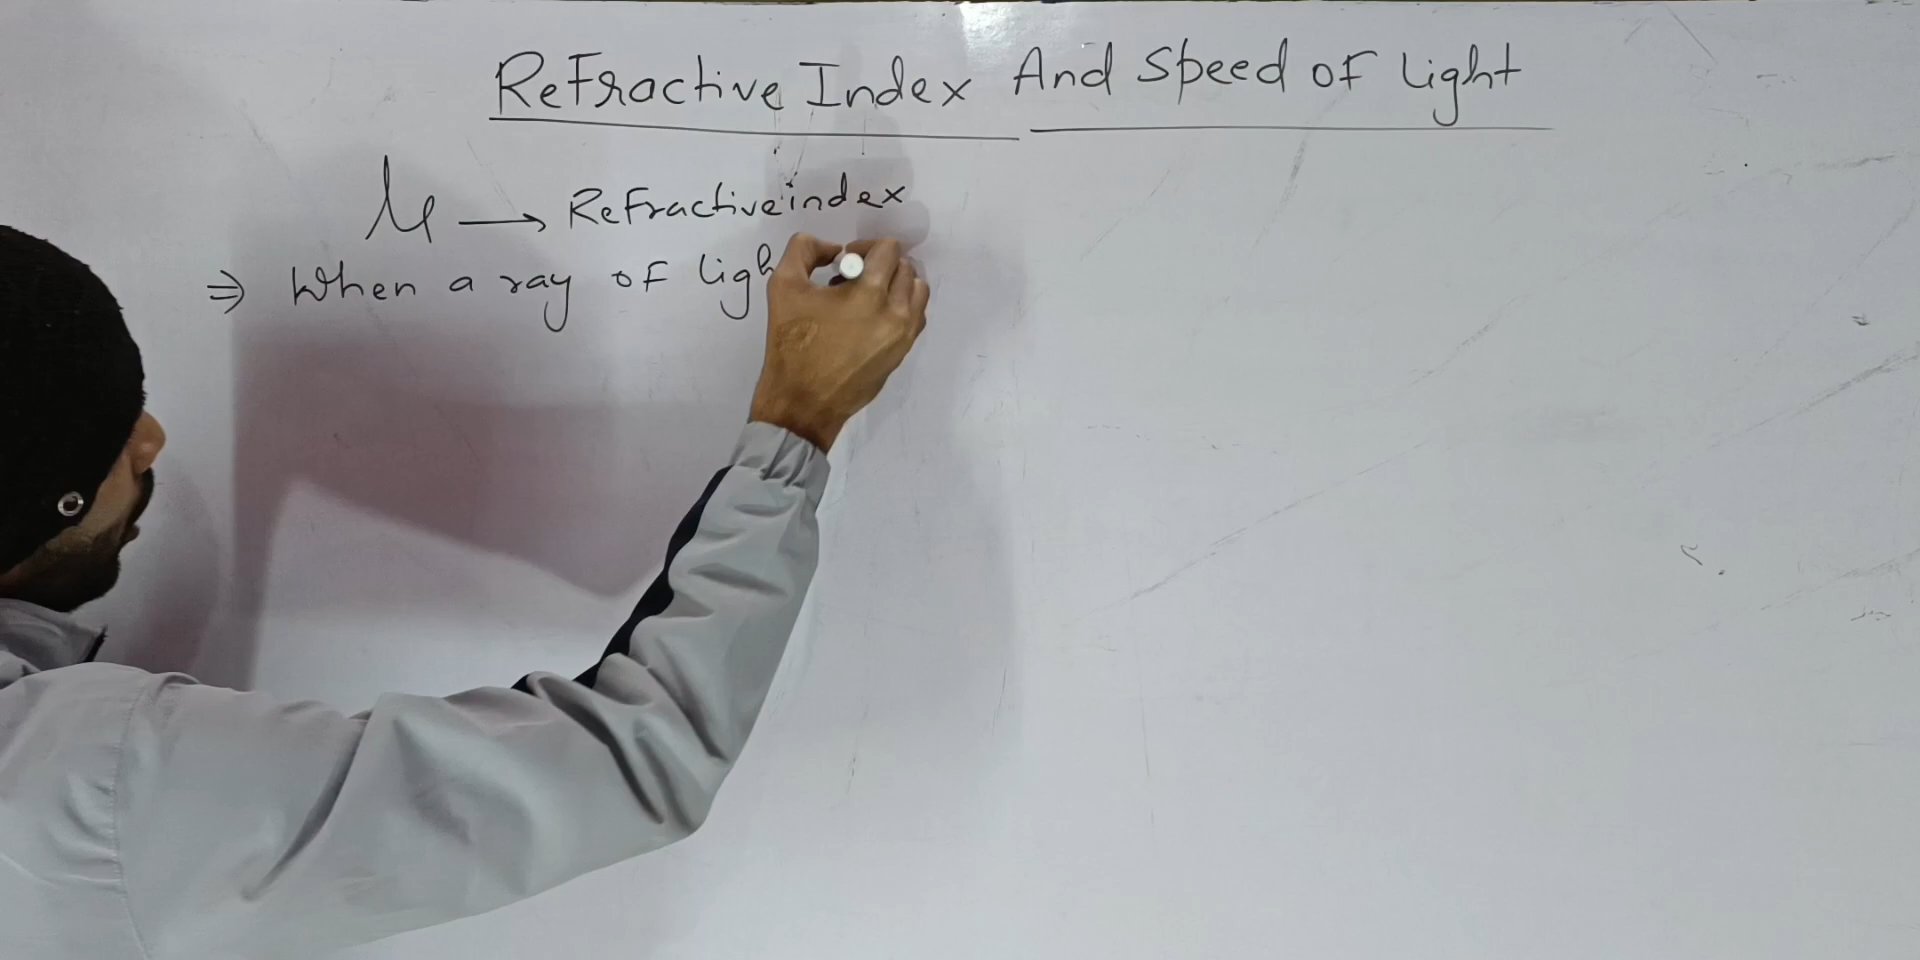 Refractive Index And Speed of Light
μ → Refractive index
⇒ When a ray of ligh